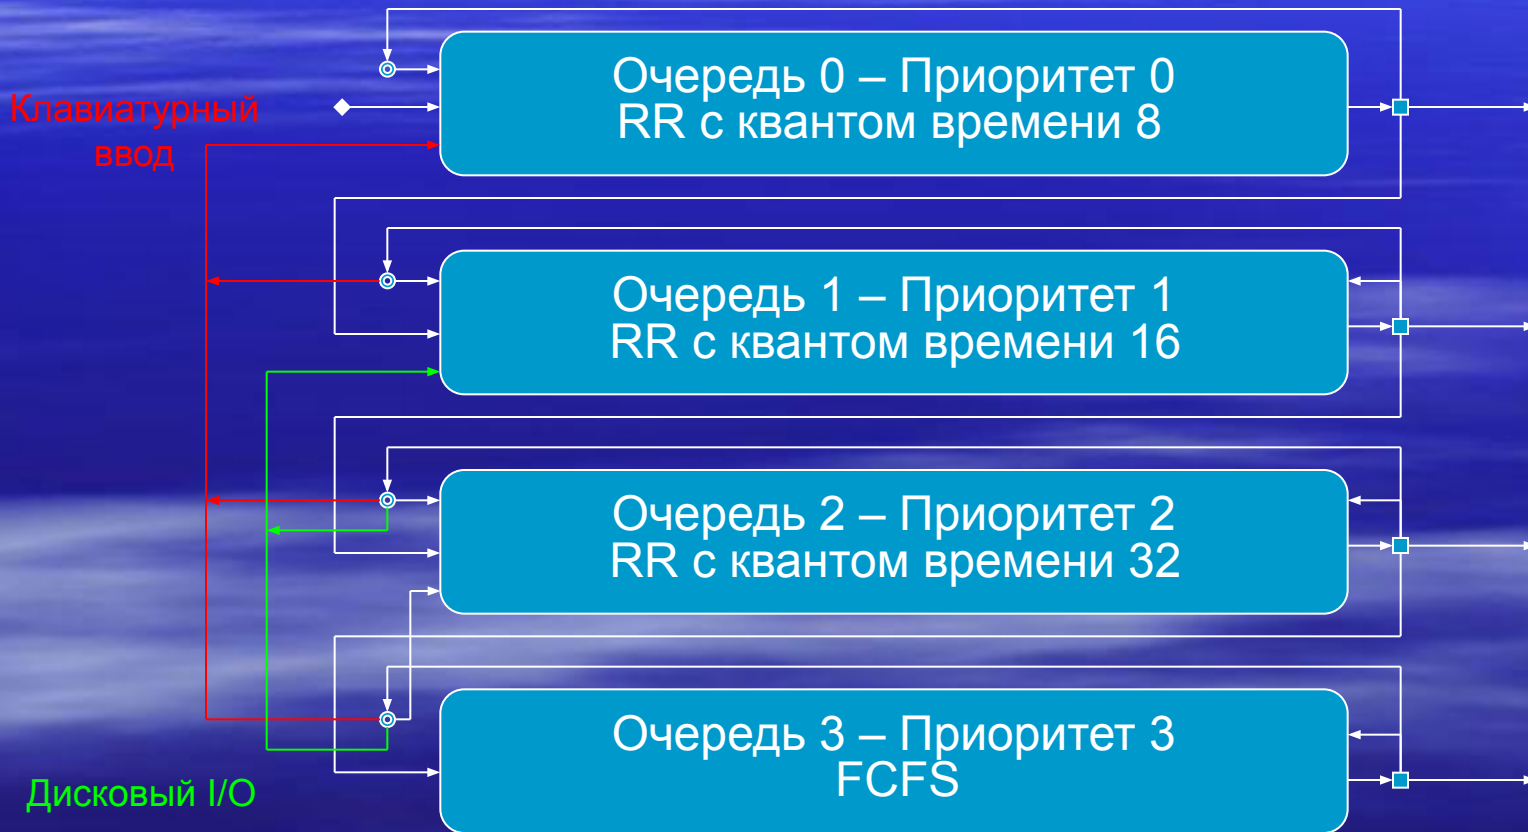 Очередь 0 – Приоритет 0
RR с квантом времени 8
Клавиатурный
ввод
Очередь 1 – Приоритет 1
RR с квантом времени 16
Очередь 2 – Приоритет 2
RR с квантом времени 32
Очередь 3 – Приоритет 3
FCFS
Дисковый I/O